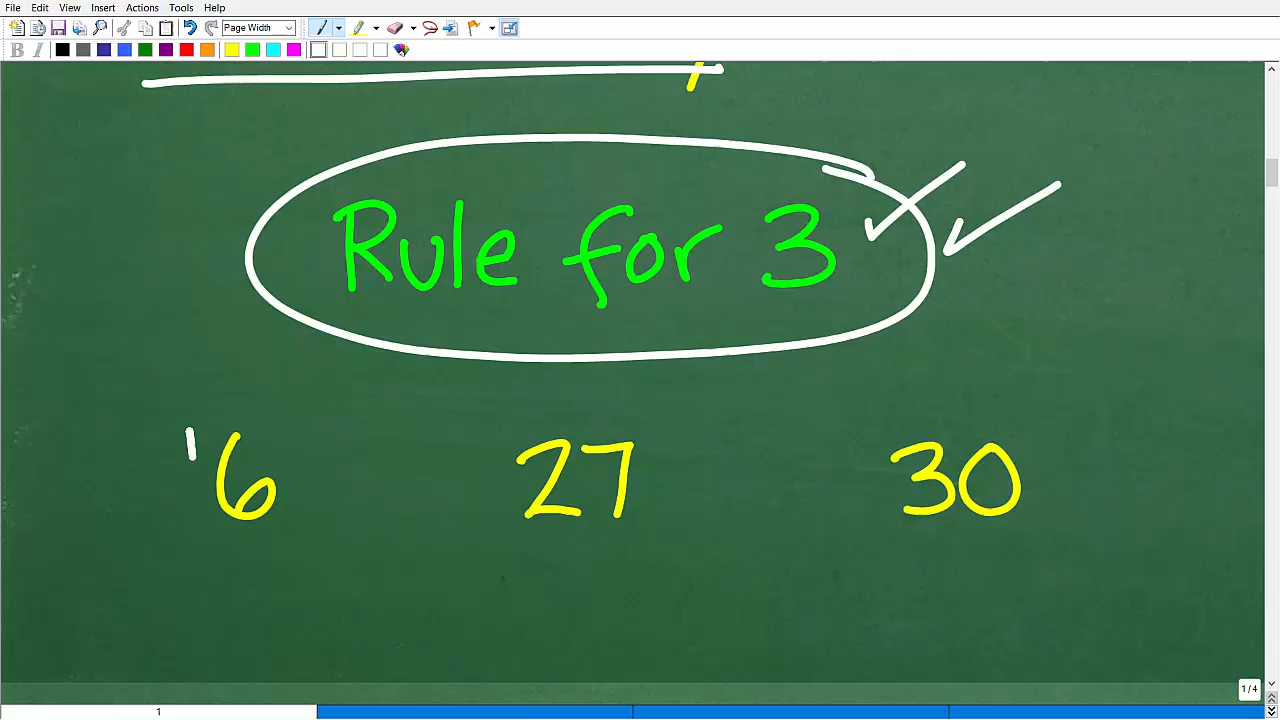 File Edit View Insert Actions Tools Help
Page Width
B I
Rule for 3
6 27 30
1/4
1